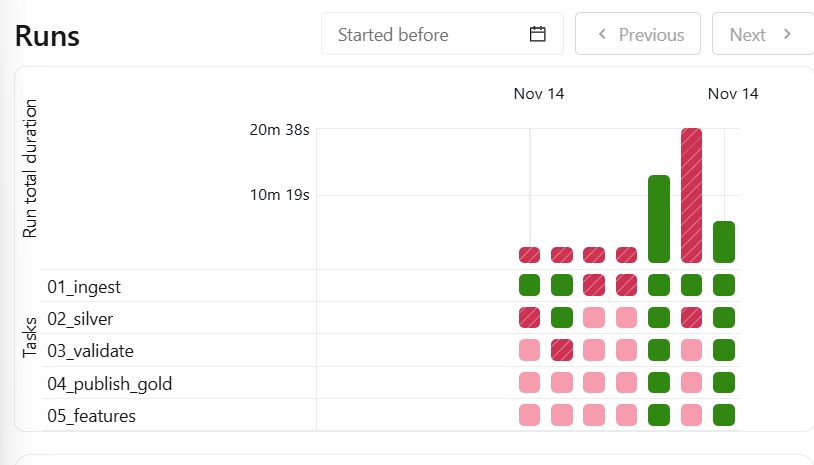 Runs
Started before
Previous
Next
Nov 14
Nov 14
Run total duration
20m 38s
10m 19s
Tasks
01_ingest
02_silver
03_validate
04_publish_gold
05_features